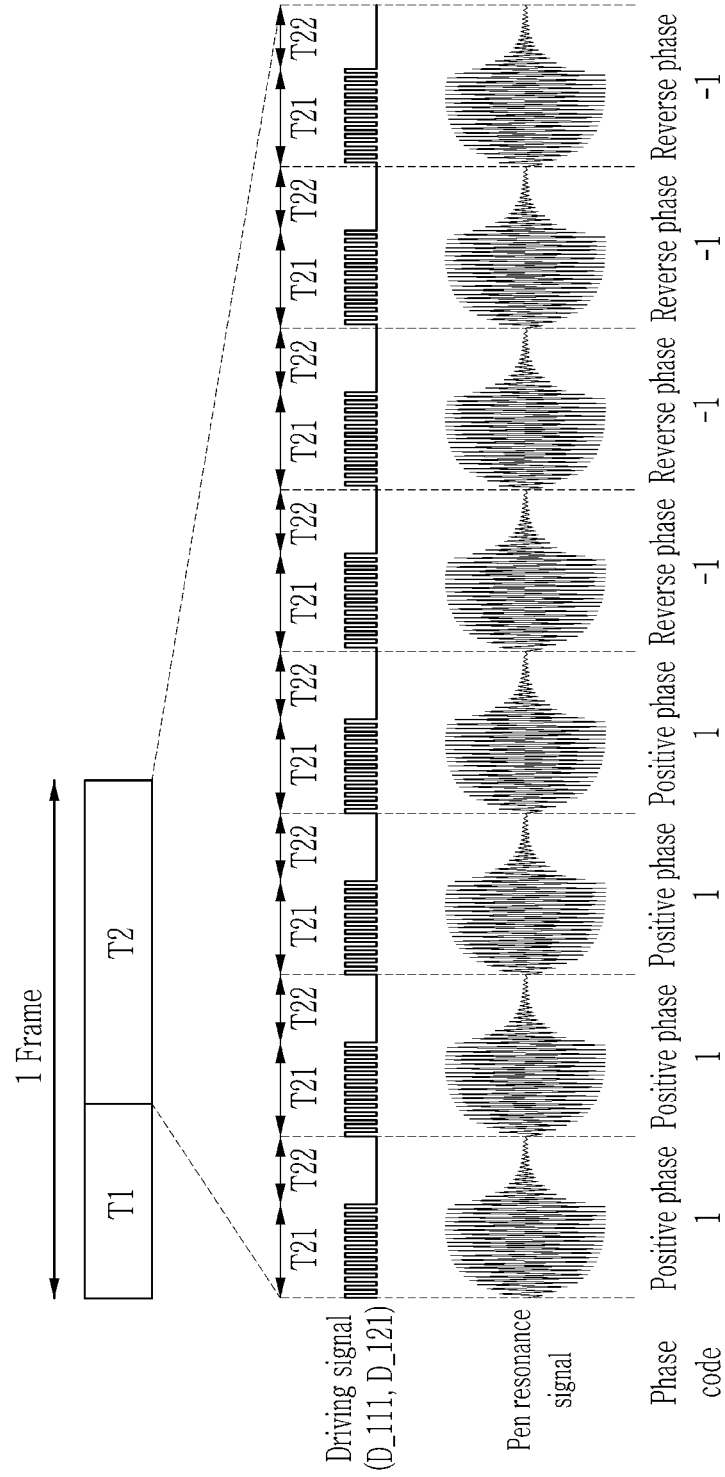 1 Frame
T1 T2
T21 T22 T21 T22 T21 T22 T21 T22 T21 T22 T21 T22 T21 T22 T21 T22
Driving signal
(D_111, D_121)
Pen resonance
signal
Phase Positive phase Positive phase Positive phase Positive phase Reverse phase Reverse phase Reverse phase Reverse phase
code 1 1 1 1 -1 -1 -1 -1